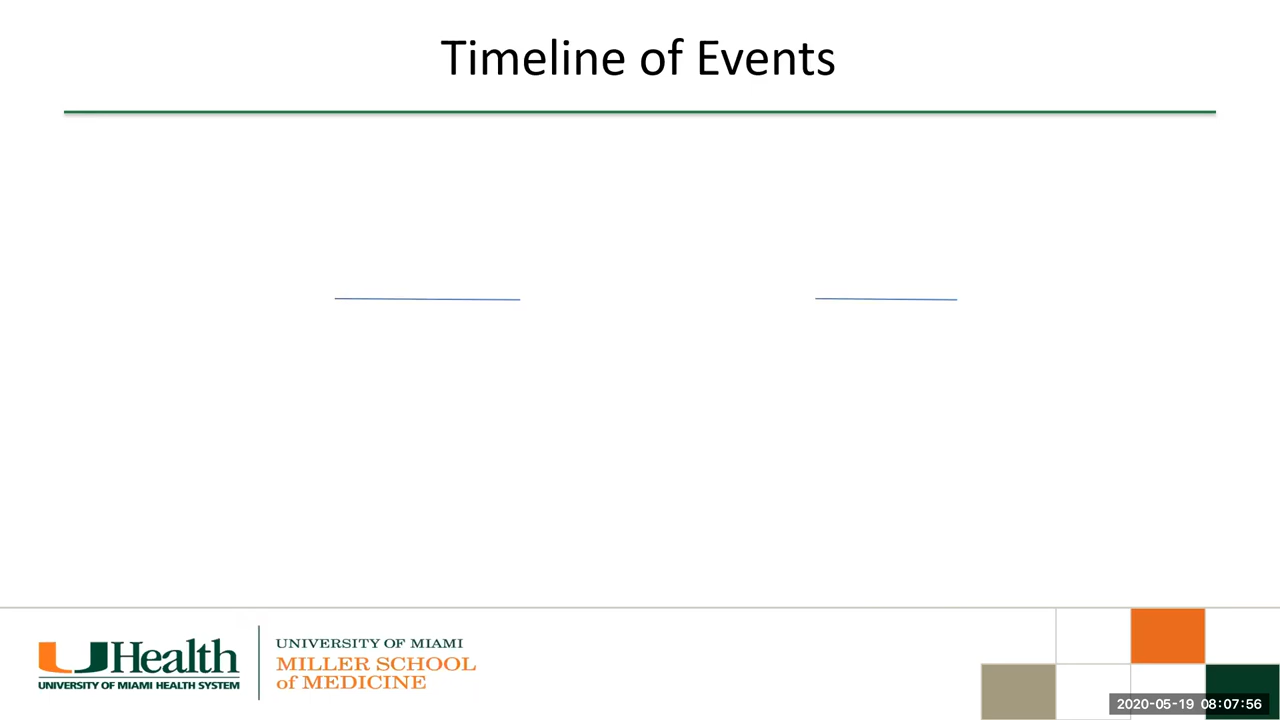 Timeline of Events
UHealth
UNIVERSITY OF MIAMI HEALTH SYSTEM
UNIVERSITY OF MIAMI
MILLER SCHOOL
of MEDICINE
2020-05-19 08:07:56